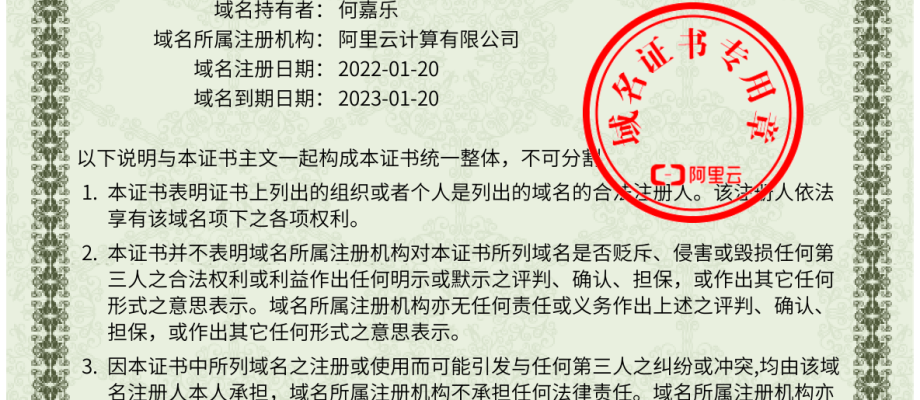 域名持有者： 何嘉乐
域名所属注册机构： 阿里云计算有限公司
域名注册日期： 2022-01-20
域名到期日期： 2023-01-20
域名证书专用章
阿里云
以下说明与本证书主文一起构成本证书统一整体，不可分割
1. 本证书表明证书上列出的组织或者个人是列出的域名的合法注册人。该注册人依法
享有该域名项下之各项权利。
2. 本证书并不表明域名所属注册机构对本证书所列域名是否贬斥、侵害或毁损任何第
三人之合法权利或利益作出任何明示或默示之评判、确认、担保，或作出其它任何
形式之意思表示。域名所属注册机构亦无任何责任或义务作出上述之评判、确认、
担保，或作出其它任何形式之意思表示。
3. 因本证书中所列域名之注册或使用而可能引发与任何第三人之纠纷或冲突,均由该域
名注册人本人承担，域名所属注册机构不承担任何法律责任。域名所属注册机构亦